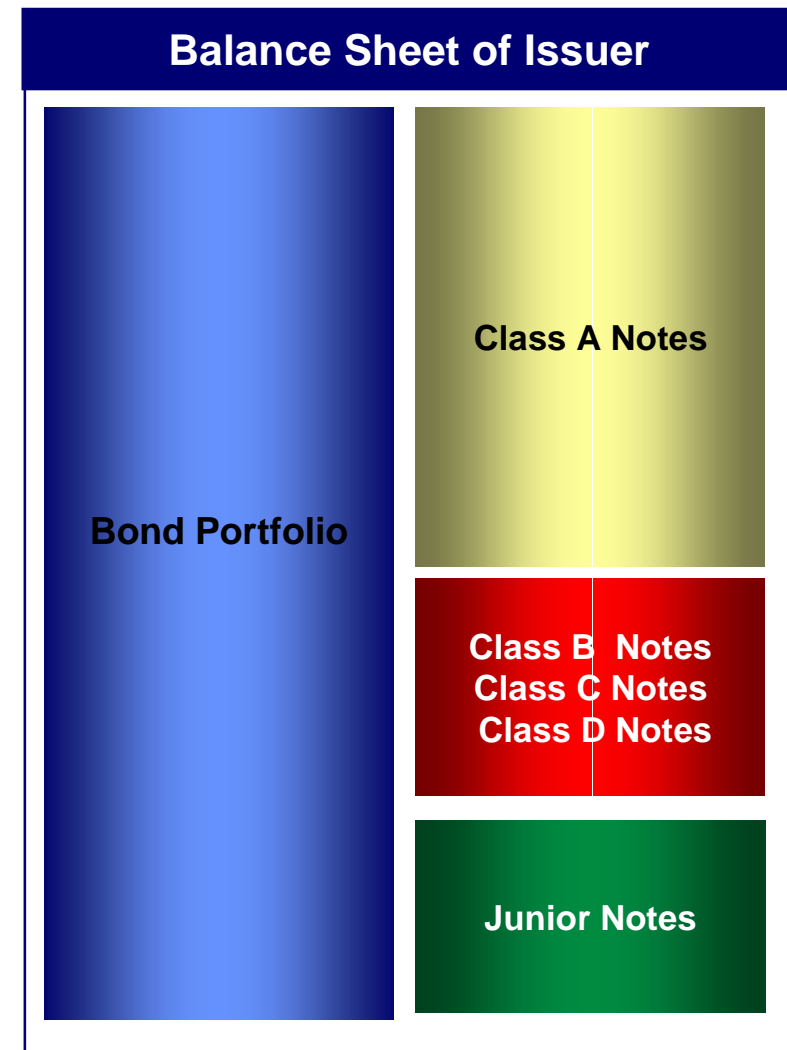 Balance Sheet of Issuer
Bond Portfolio
Class A Notes
Class B  Notes
Class C Notes
Class D Notes
Junior Notes